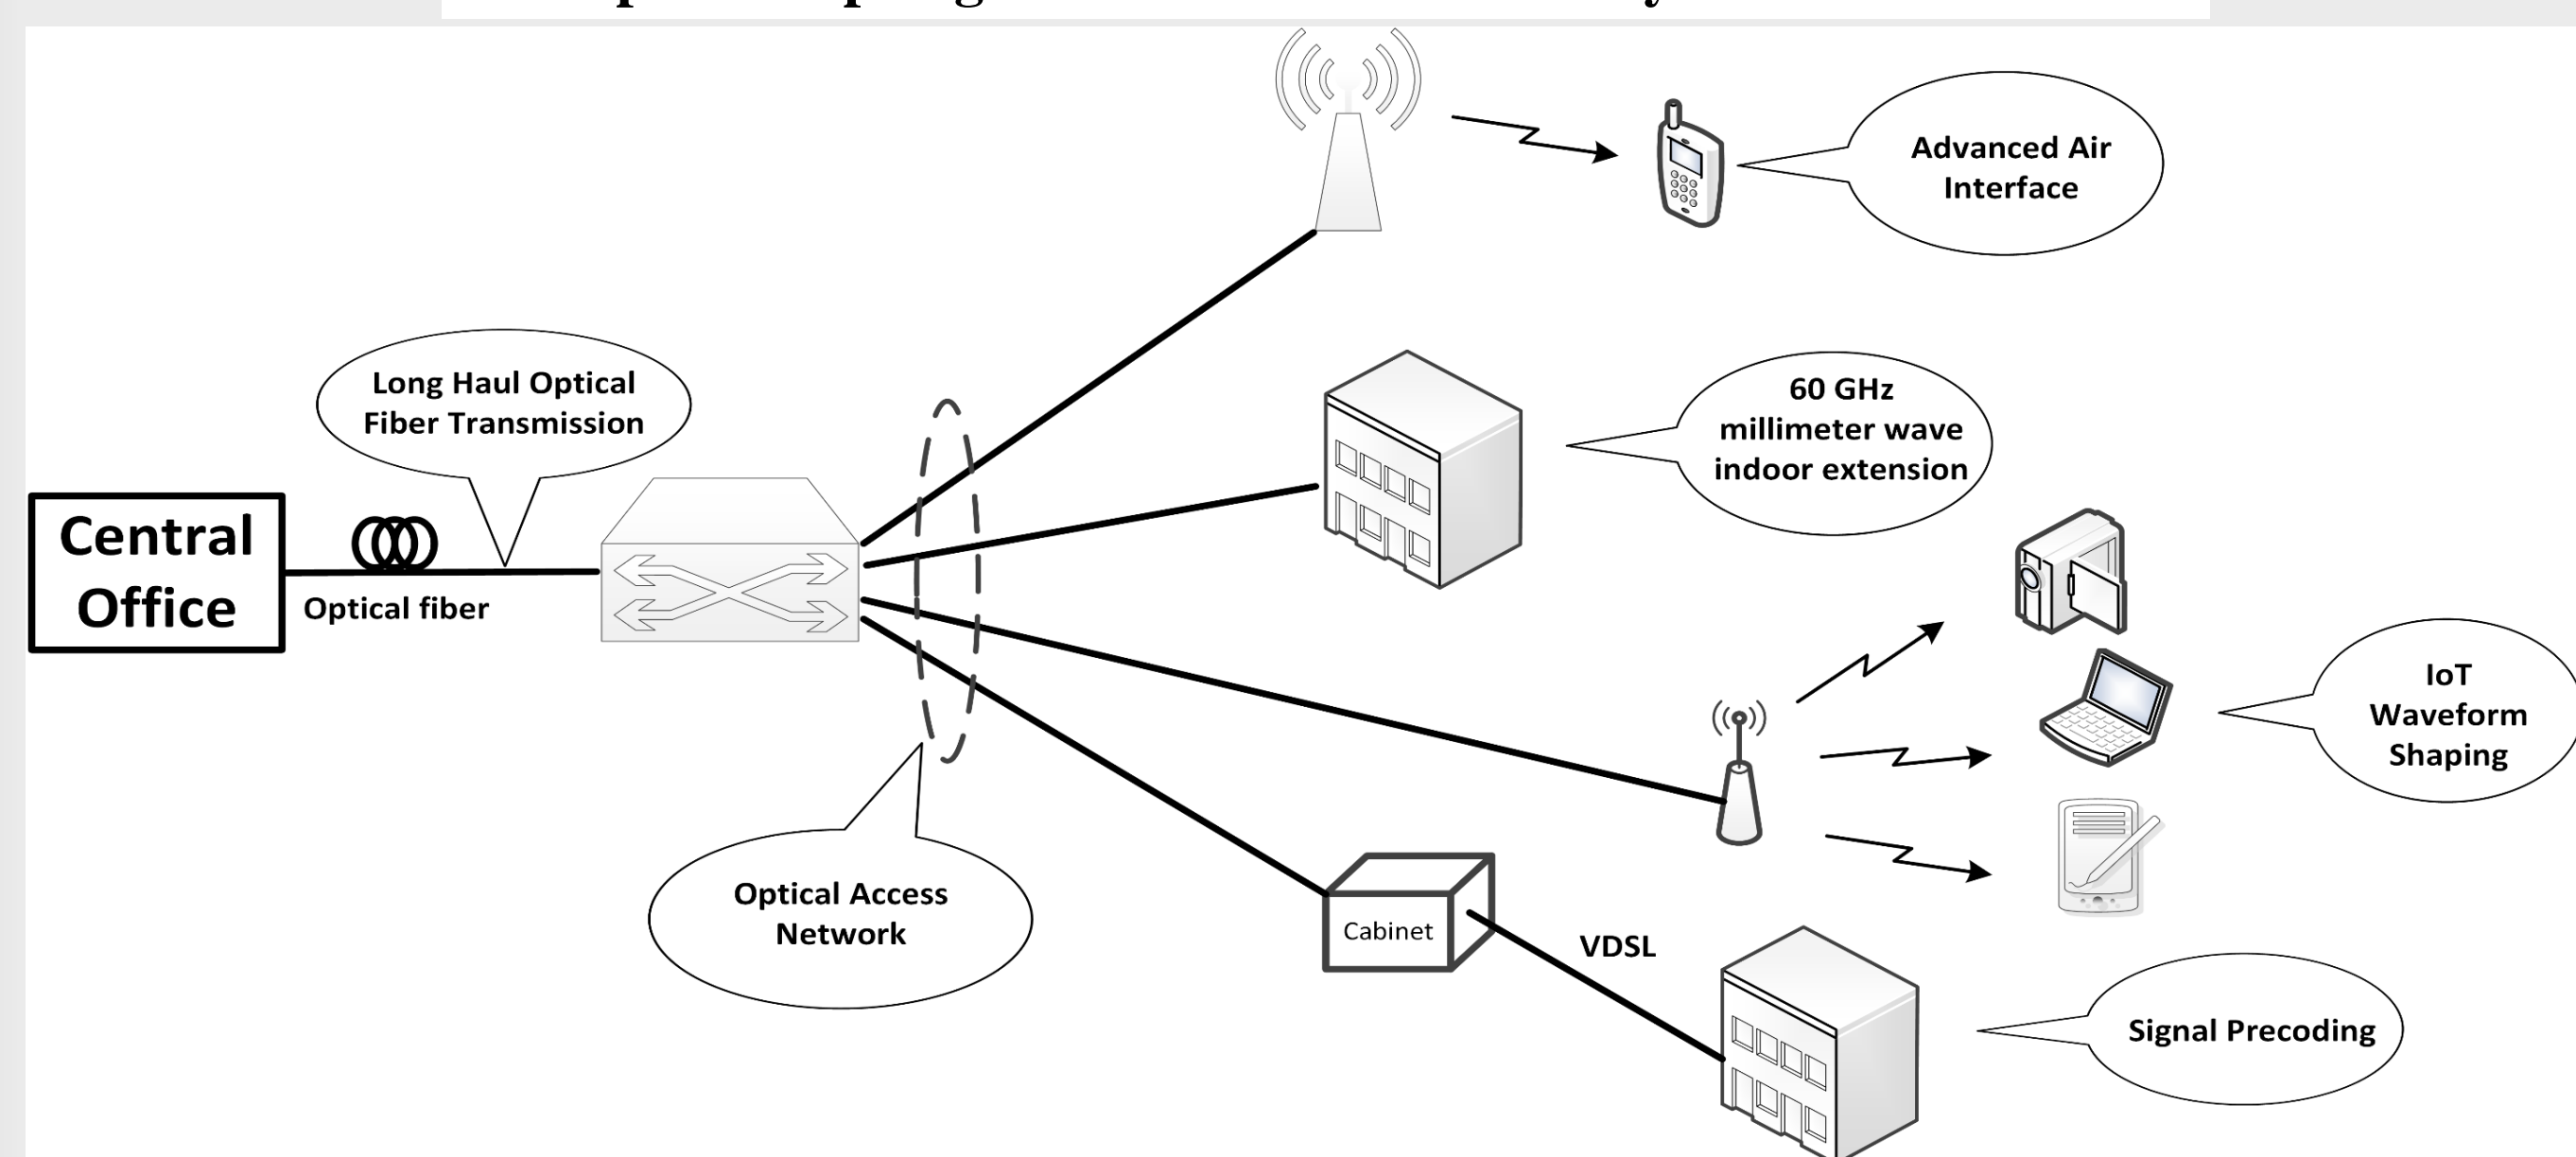 Advanced Air
Interface
Long Haul Optical
Fiber Transmission
60 GHz
millimeter wave
indoor extension
Central
Office
Optical fiber
IoT
Waveform
Shaping
Optical Access
Network
Cabinet
VDSL
Signal Precoding